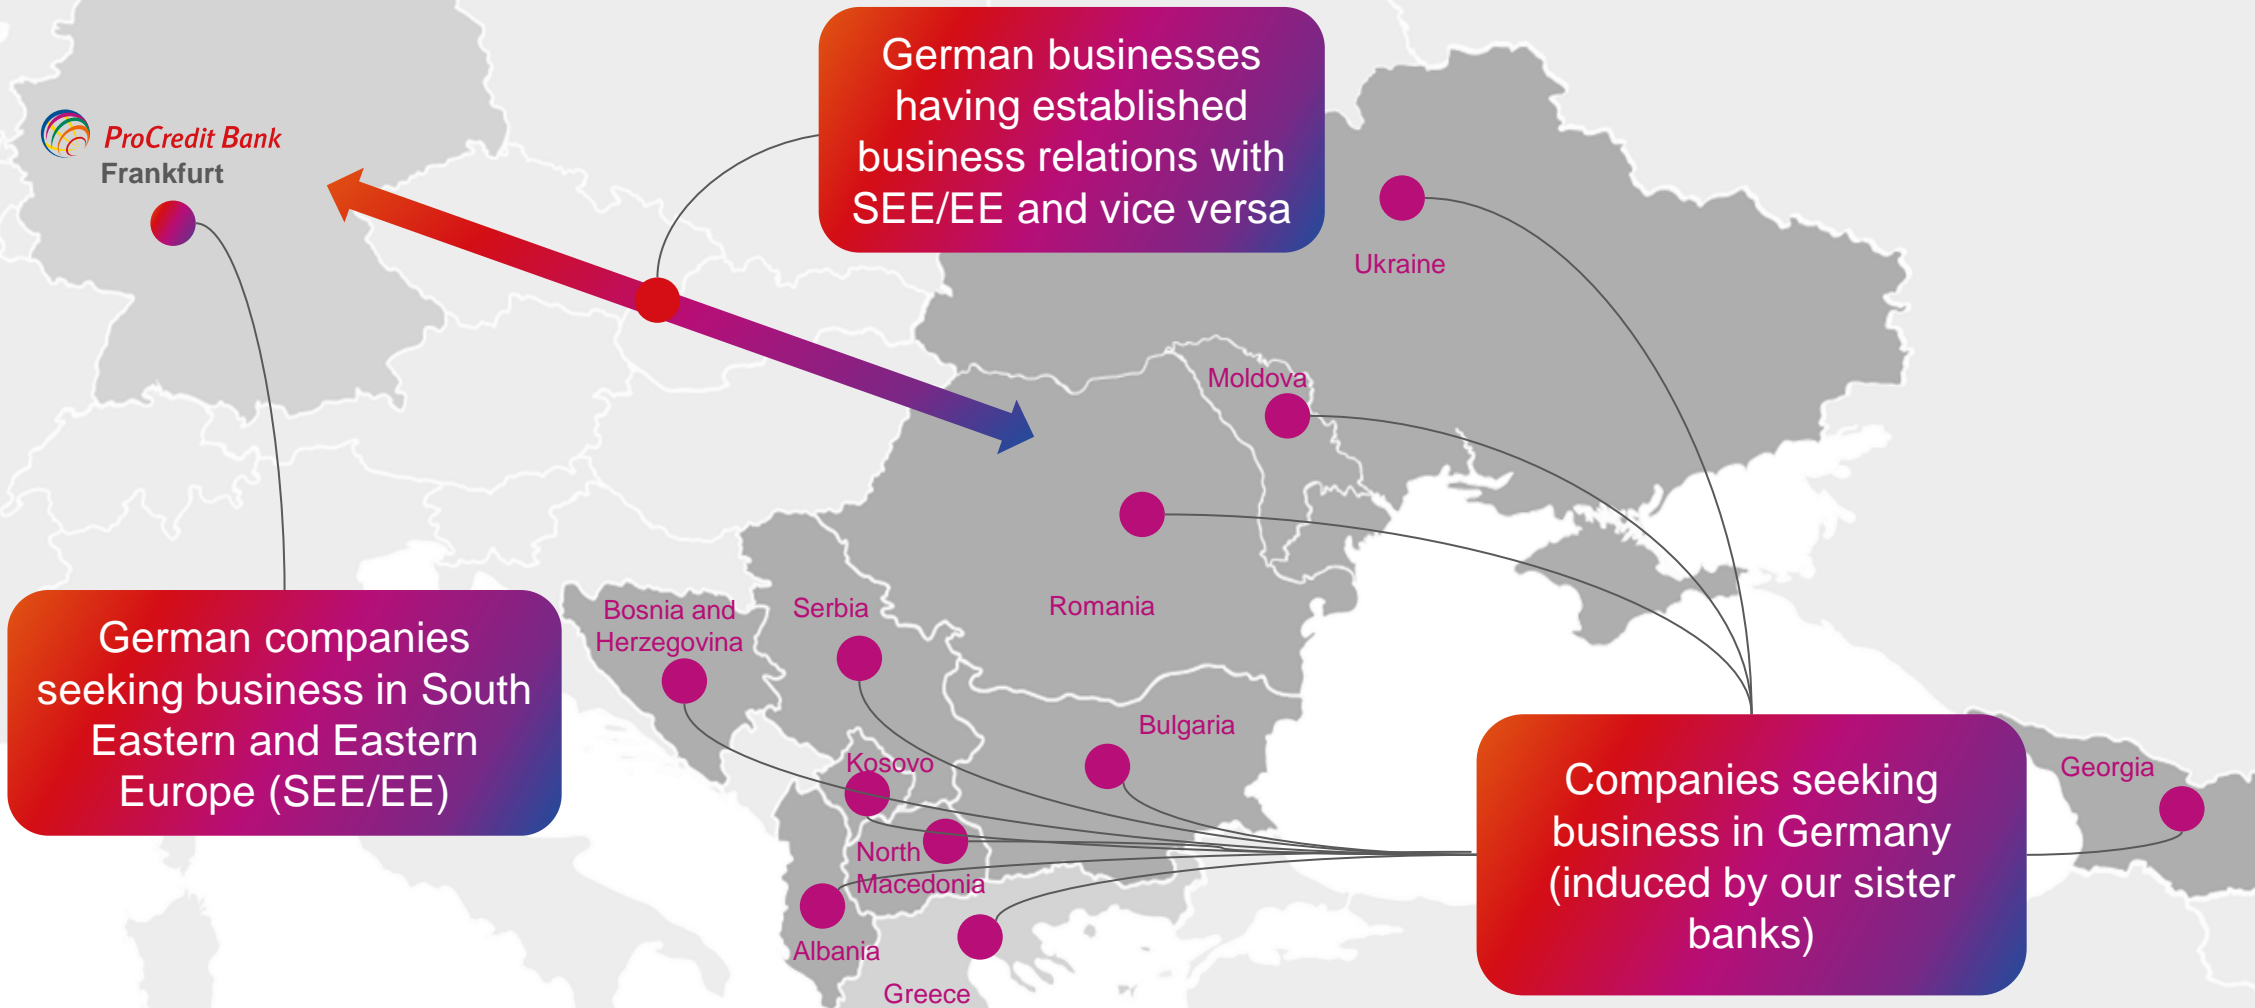 German businesses
having established
business relations with
SEE/EE and vice versa
ProCredit Bank
Frankfurt
Ukraine
Moldova
Romania
Bosnia and
Herzegovina
Serbia
German companies
seeking business in South
Eastern and Eastern
Europe (SEE/EE)
Bulgaria
Kosovo
North
Macedonia
Albania
Greece
Companies seeking
business in Germany
(induced by our sister
banks)
Georgia